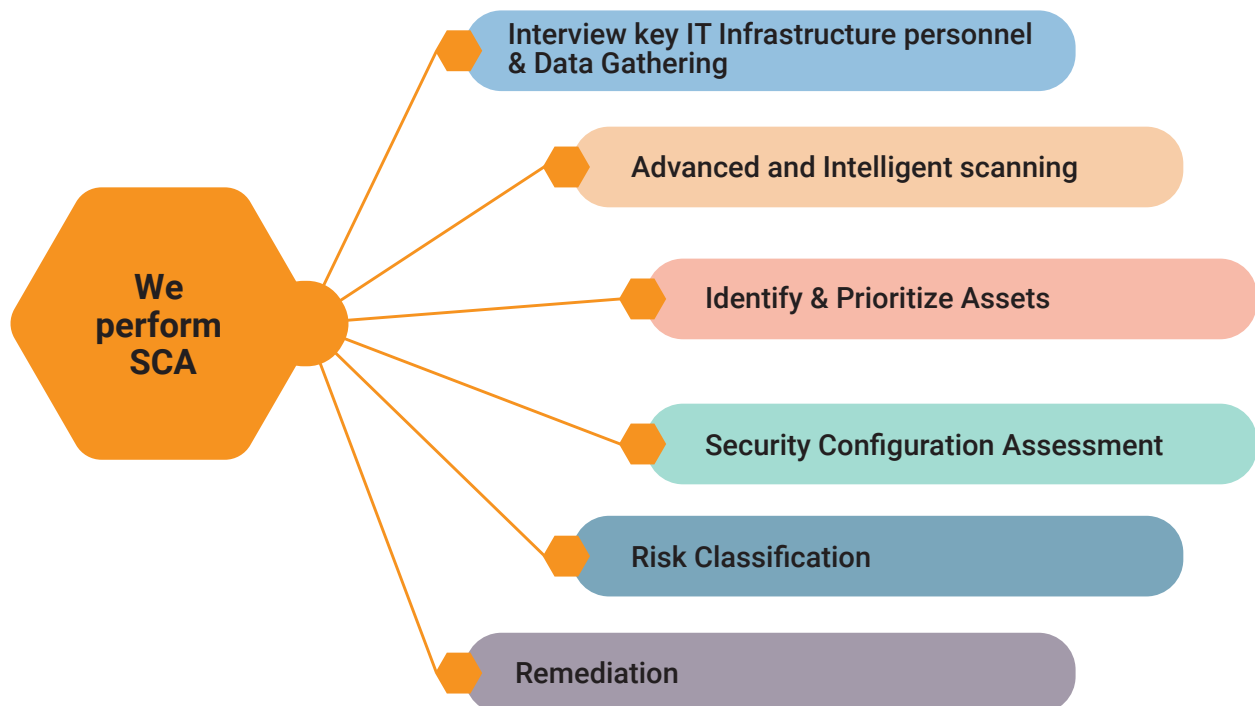 We
perform
SCA
Interview key IT Infrastructure personnel
& Data Gathering
Advanced and Intelligent scanning
Identify & Prioritize Assets
Security Configuration Assessment
Risk Classification
Remediation